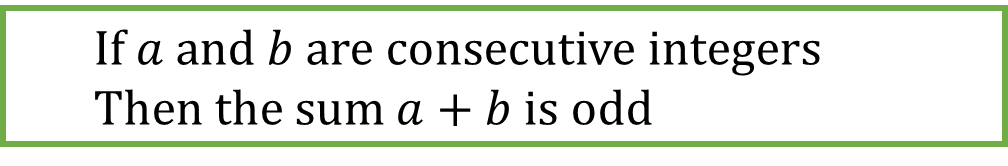 If a and b are consecutive integers
Then the sum a + b is odd